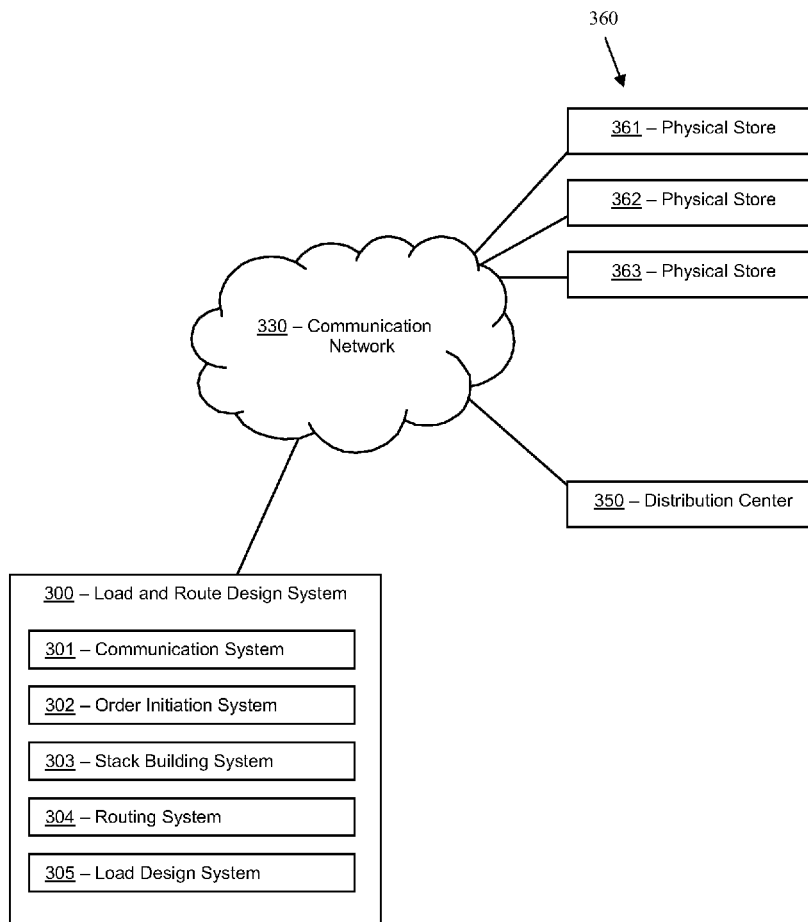 360
361 – Physical Store
362 – Physical Store
363 – Physical Store
330 – Communication
Network
350 – Distribution Center
300 – Load and Route Design System
301 – Communication System
302 – Order Initiation System
303 – Stack Building System
304 – Routing System
305 – Load Design System